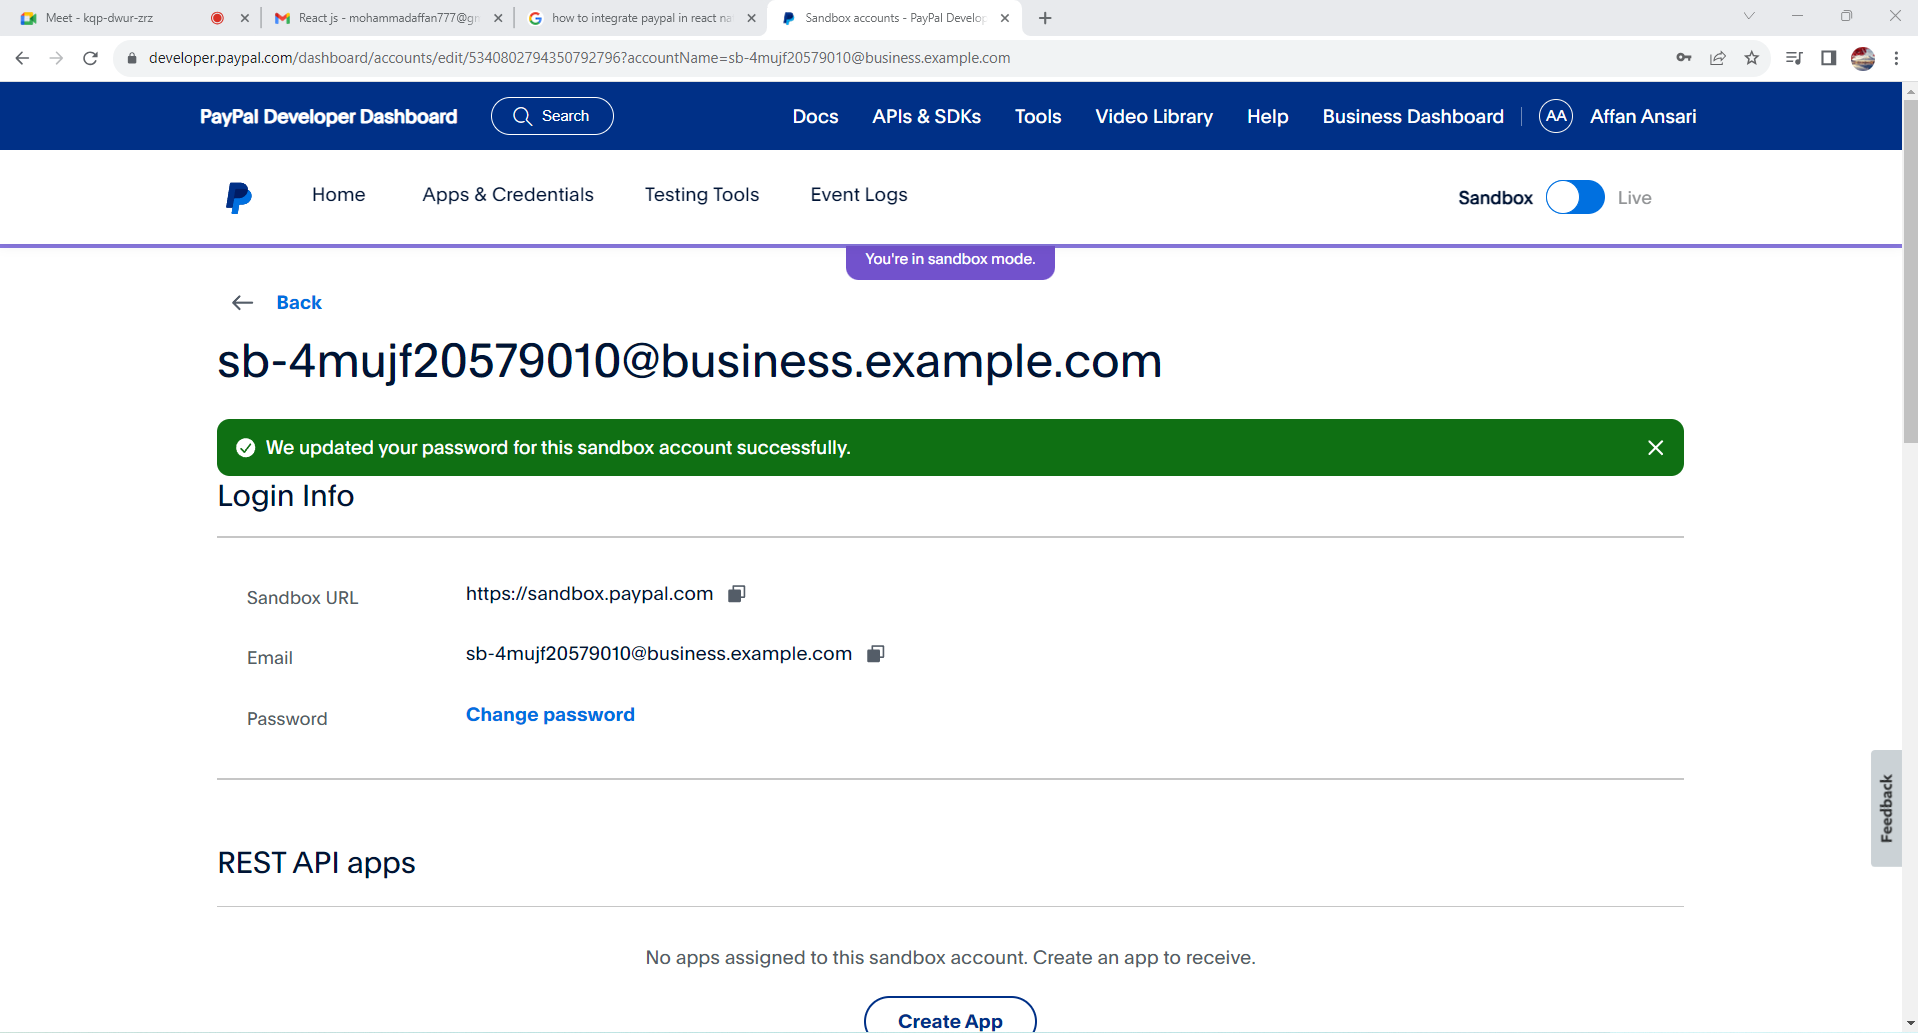 Meet - kqp-dwur-zrz
React js - mohammadaffan777@gm
how to integrate paypal in react na
Sandbox accounts - PayPal Develop
developer.paypal.com/dashboard/accounts/edit/5340802794350792796?accountName=sb-4mujf20579010@business.example.com
PayPal Developer Dashboard
Search
Docs
APIs & SDKs
Tools
Video Library
Help
Business Dashboard
AA
Affan Ansari
Home
Apps & Credentials
Testing Tools
Event Logs
Sandbox
Live
You're in sandbox mode.
Back
sb-4mujf20579010@business.example.com
We updated your password for this sandbox account successfully.
Login Info
Sandbox URL
https://sandbox.paypal.com
Email
sb-4mujf20579010@business.example.com
Password
Change password
Feedback
REST API apps
No apps assigned to this sandbox account. Create an app to receive.
Create App